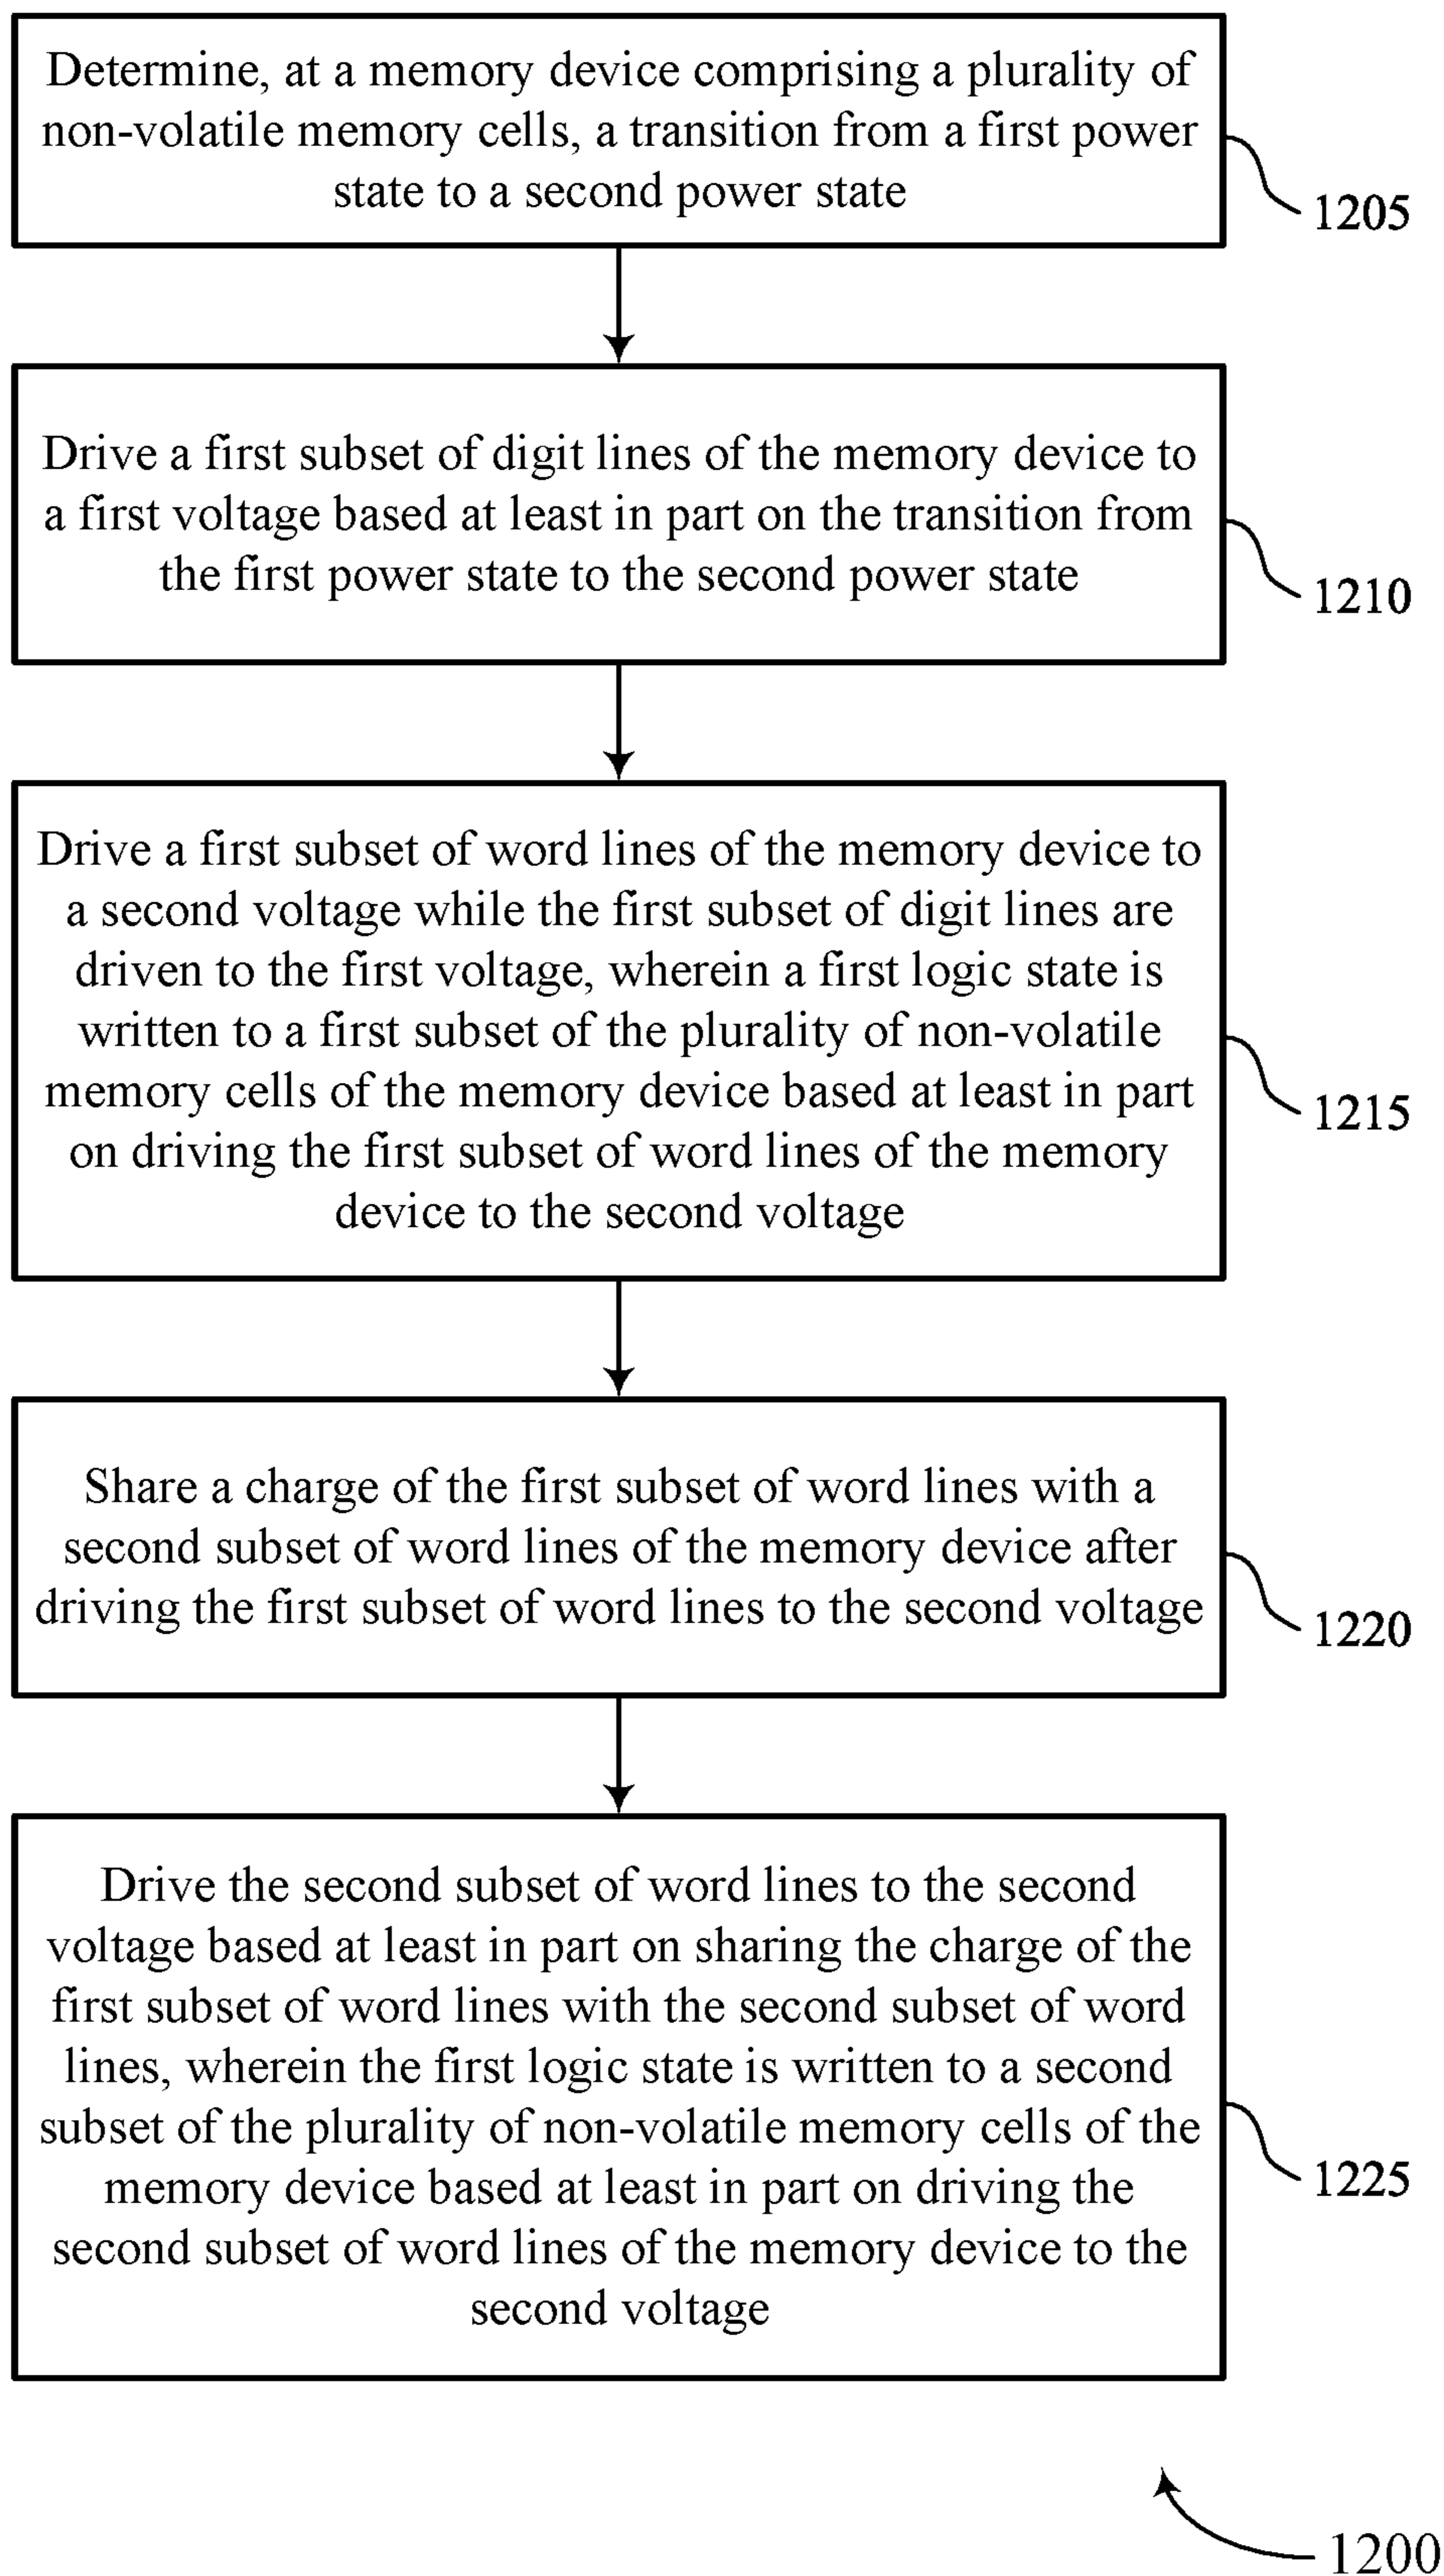 Determine, at a memory device comprising a plurality of
non-volatile memory cells, a transition from a first power
state to a second power state
1205
Drive a first subset of digit lines of the memory device to
a first voltage based at least in part on the transition from
the first power state to the second power state
1210
Drive a first subset of word lines of the memory device to
a second voltage while the first subset of digit lines are
driven to the first voltage, wherein a first logic state is
written to a first subset of the plurality of non-volatile
memory cells of the memory device based at least in part
on driving the first subset of word lines of the memory
device to the second voltage
1215
Share a charge of the first subset of word lines with a
second subset of word lines of the memory device after
driving the first subset of word lines to the second voltage
1220
Drive the second subset of word lines to the second
voltage based at least in part on sharing the charge of the
first subset of word lines with the second subset of word
lines, wherein the first logic state is written to a second
subset of the plurality of non-volatile memory cells of the
memory device based at least in part on driving the
second subset of word lines of the memory device to the
second voltage
1225
1200